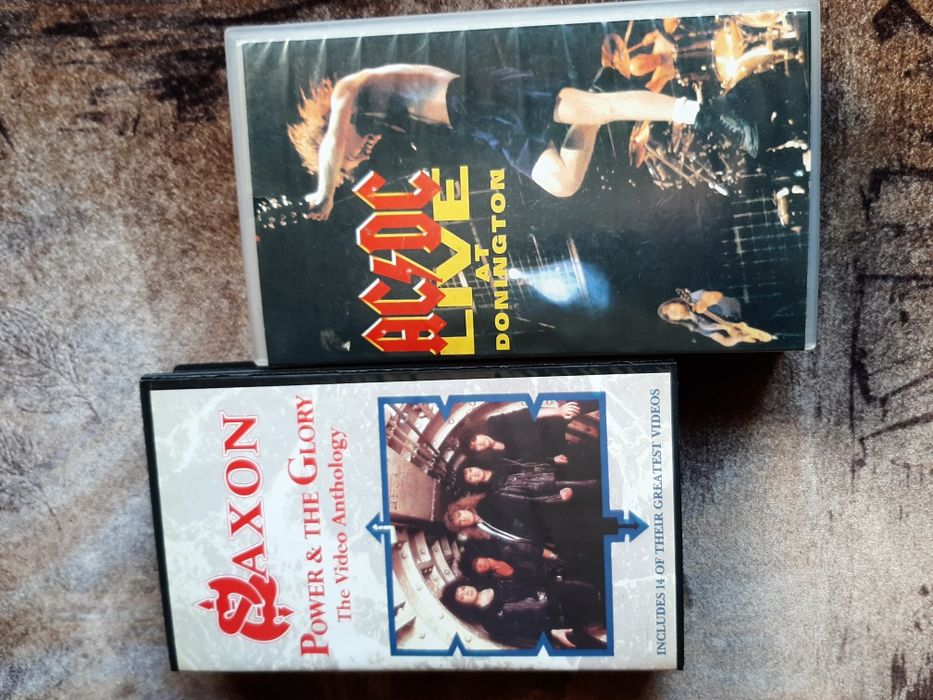 AC/DC
LIVE
AT
DONINGTON
SAXON
POWER & THE GLORY
The Video Anthology
INCLUDES 14 OF THEIR GREATEST VIDEOS